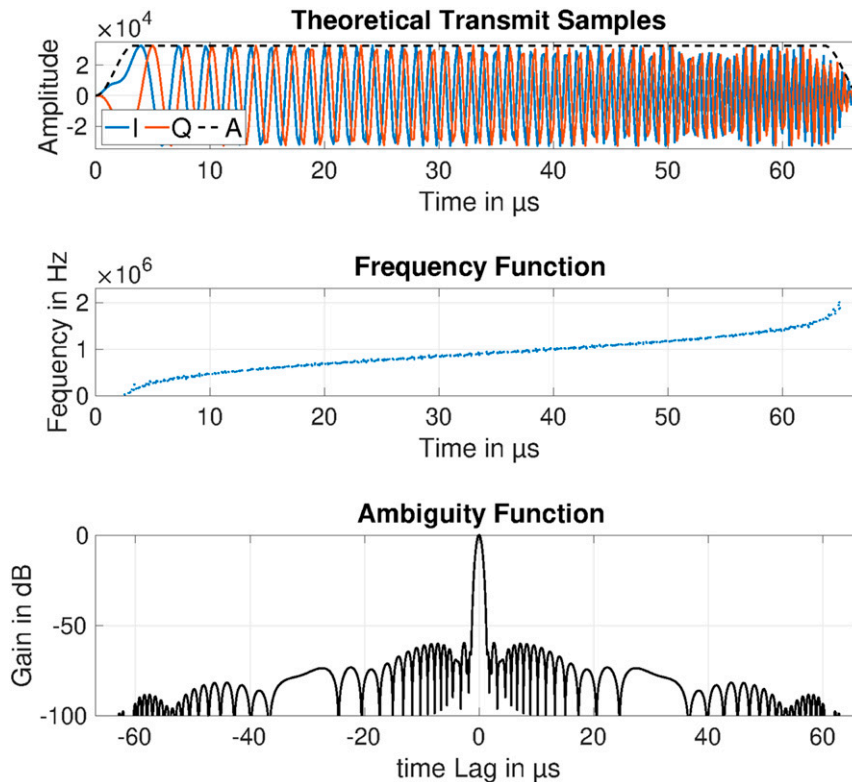 Theoretical Transmit Samples
×10⁴
Amplitude
2
0
-2
I Q A
0 10 20 30 40 50 60
Time in µs
Frequency Function
×10⁶
Fequency in Hz
2
1
0
0 10 20 30 40 50 60
Time in µs
Ambiguity Function
Gain in dB
0
-50
-100
-60 -40 -20 0 20 40 60
time Lag in µs